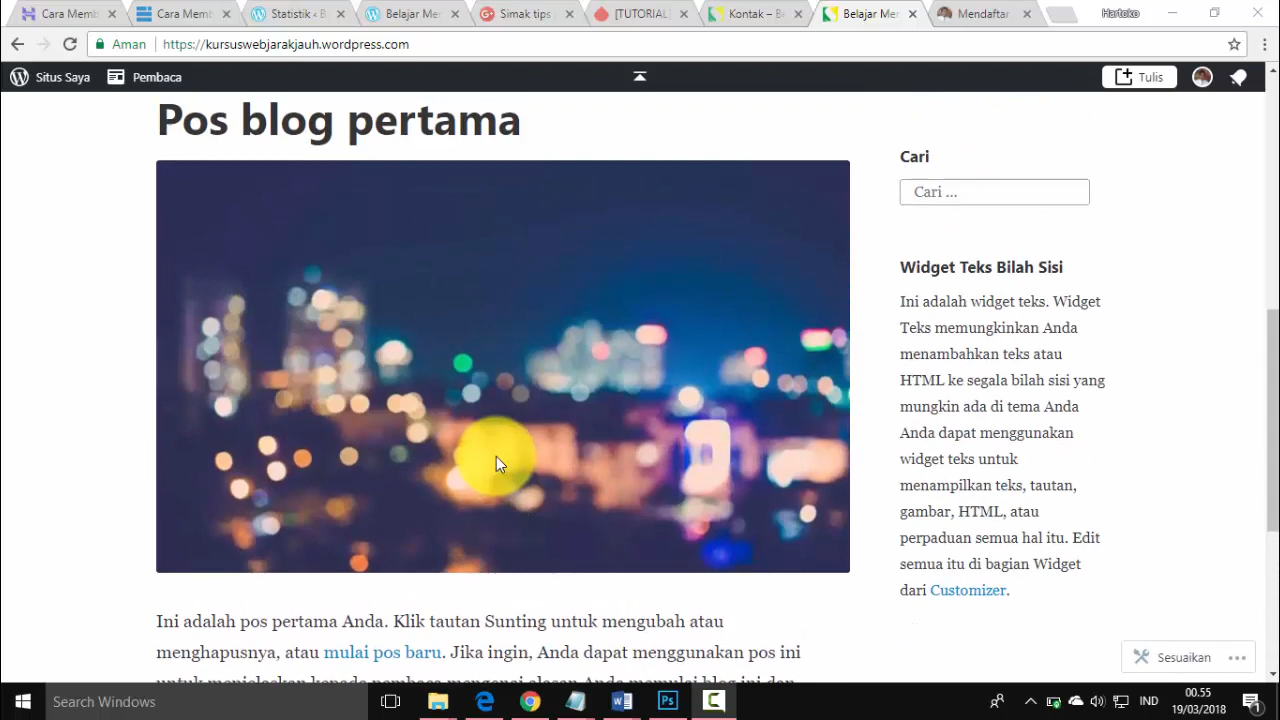 Cara Memb
Cara Memb
Statistik ‹ B
Belajar Mer
Simak tips
[TUTORIAL]
Kontak – Be
Belajar Mer
Mendaftar
Hartoko
Aman
https://kursuswebjarakjauh.wordpress.com
Situs Saya
Pembaca
Tulis
Pos blog pertama
Cari
Cari ...
Widget Teks Bilah Sisi
Ini adalah widget teks. Widget
Teks memungkinkan Anda
menambahkan teks atau
HTML ke segala bilah sisi yang
mungkin ada di tema Anda
Anda dapat menggunakan
widget teks untuk
menampilkan teks, tautan,
gambar, HTML, atau
perpaduan semua hal itu. Edit
semua itu di bagian Widget
dari Customizer.
Ini adalah pos pertama Anda. Klik tautan Sunting untuk mengubah atau
menghapusnya, atau mulai pos baru. Jika ingin, Anda dapat menggunakan pos ini
untuk menjelaskan kepada pembaca mengenai alasan Anda memulai blog ini dan
Sesuaikan
Search Windows
IND
00.55
19/03/2018
1